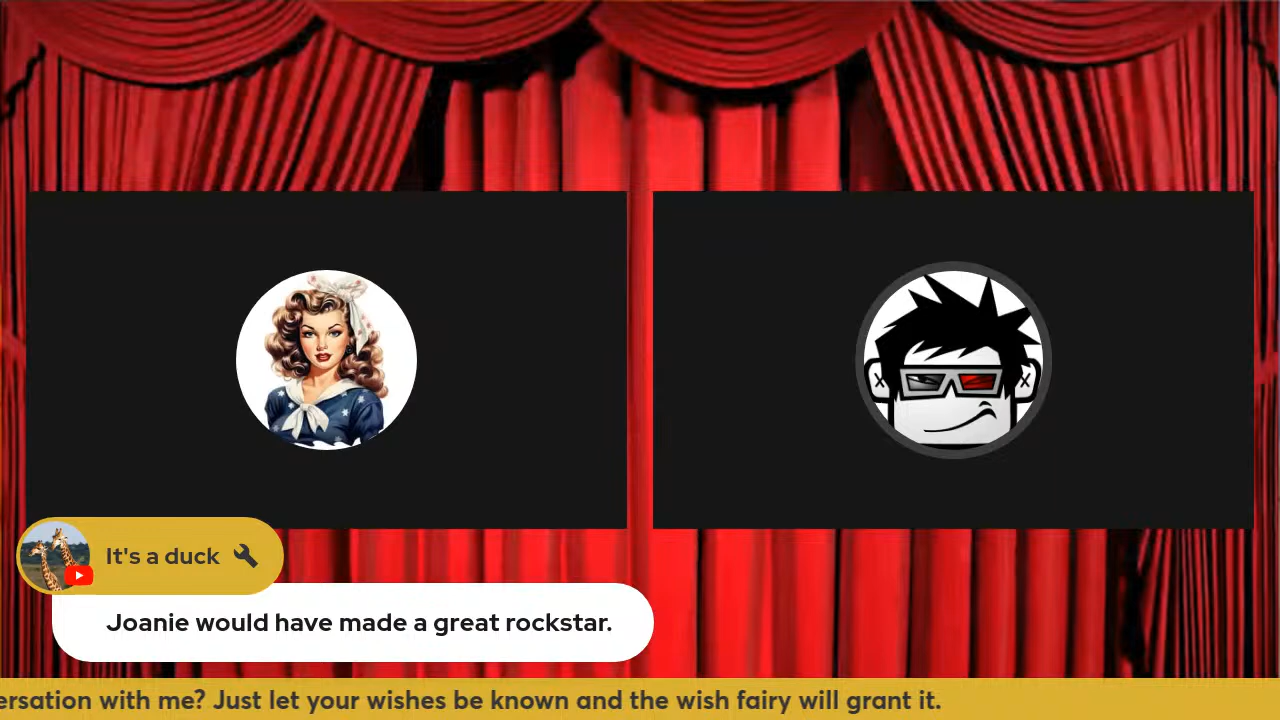 It's a duck
Joanie would have made a great rockstar.
ersation with me? Just let your wishes be known and the wish fairy will grant it.